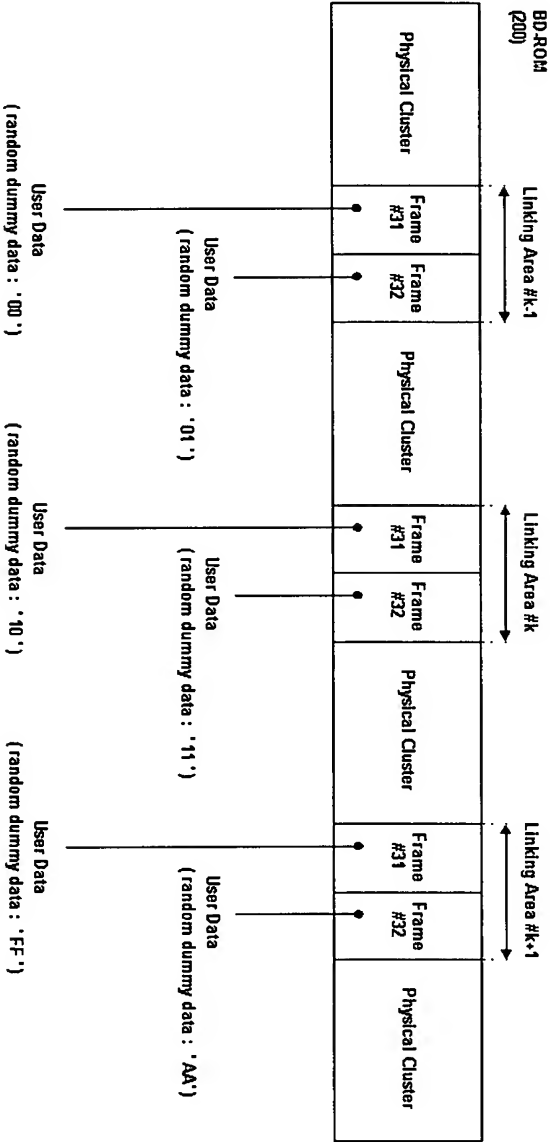 BD-ROM
(200)
Linking Area #k-1
Linking Area #k
Linking Area #k+1
Physical Cluster
Frame
#31
Frame
#32
Physical Cluster
Frame
#31
Frame
#32
Physical Cluster
Frame
#31
Frame
#32
Physical Cluster
User Data
( random dummy data : '01 ')
User Data
( random dummy data : '11 ')
User Data
( random dummy data : 'AA')
User Data
( random dummy data : '00 ')
User Data
( random dummy data : '10 ')
User Data
( random dummy data : 'FF ')